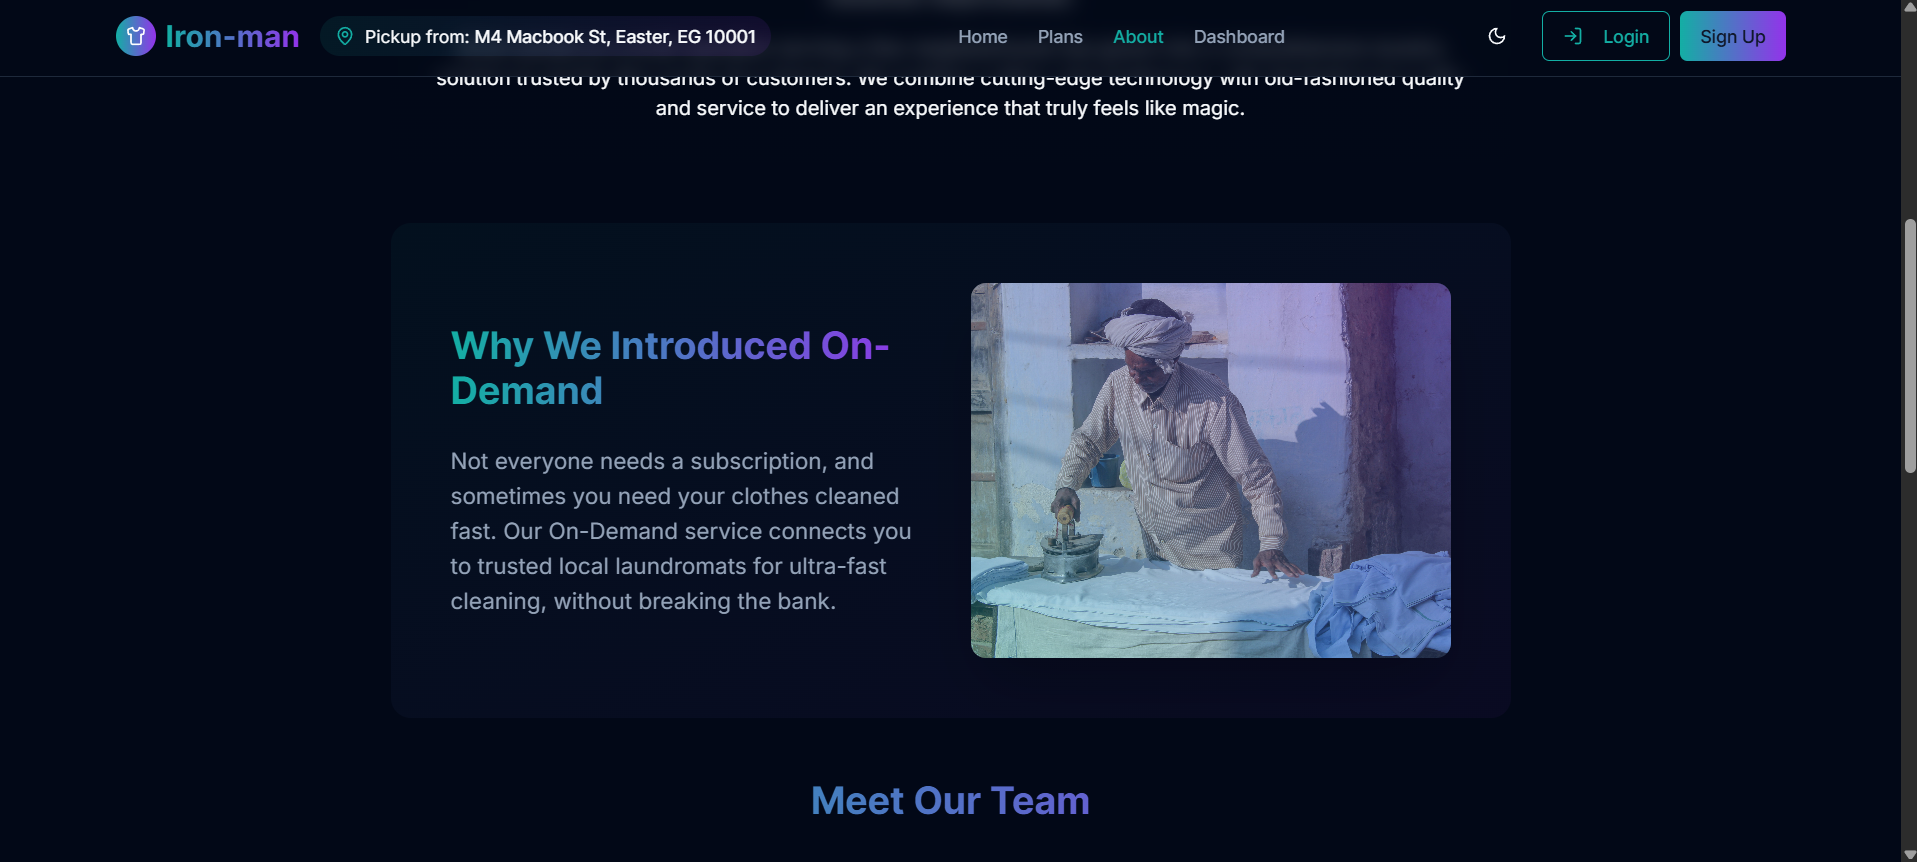 Iron-man
Pickup from: M4 Macbook St, Easter, EG 10001
Home
Plans
About
Dashboard
Login
Sign Up
solution trusted by thousands of customers. We combine cutting-edge technology with old-fashioned quality
and service to deliver an experience that truly feels like magic.
Why We Introduced On-
Demand
Not everyone needs a subscription, and
sometimes you need your clothes cleaned
fast. Our On-Demand service connects you
to trusted local laundromats for ultra-fast
cleaning, without breaking the bank.
Meet Our Team